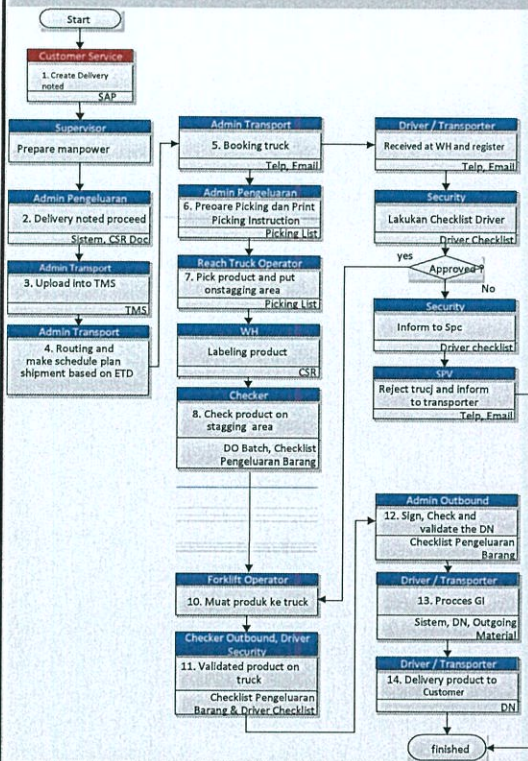 Start
Customer Service
1. Create Delivery
noted
SAP
Supervisor
Prepare manpower
Admin Pengeluaran
2. Delivery noted proceed
Sistem, CSR Doc
Admin Transport
3. Upload into TMS
TMS
Admin Transport
4. Routing and
make schedule plan
shipment based on ETD
Admin Transport
5. Booking truck
Telp, Email
Admin Pengeluaran
6. Preoare Picking dan Print
Picking Instruction
Picking List
Reach Truck Operator
7. Pick product and put
onstagging area
Picking List
WH
Labeling product
CSR
Checker
8. Check product on
stagging area
DO Batch, Checklist
Pengeluaran Barang
Forklift Operator
10. Muat produk ke truck
Checker Outbound, Driver
Security
11. Validated product on
truck
Checklist Pengeluaran
Barang & Driver Checklist
Driver / Transporter
Received at WH and register
Telp, Email
Security
Lakukan Checklist Driver
Driver Checklist
yes
Approved ?
No
Security
Inform to Spc
Driver checklist
SPV
Reject trucj and inform
to transporter
Telp, Email
Admin Outbound
12. Sign, Check and
validate the DN
Checklist Pengeluaran
Barang
Driver / Transporter
13. Procces GI
Sistem, DN, Outgoing
Material
Driver / Transporter
14. Delivery product to
Customer
DN
finished